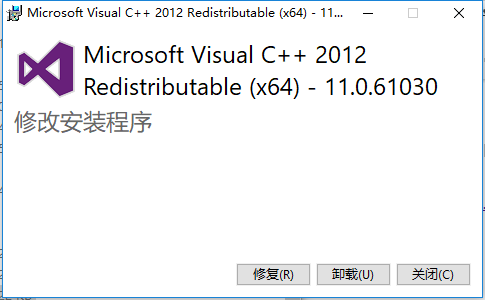 Microsoft Visual C++ 2012 Redistributable (x64) - 11...
Microsoft Visual C++ 2012
Redistributable (x64) - 11.0.61030
修改安装程序
修复(R) 卸载(U) 关闭(C)